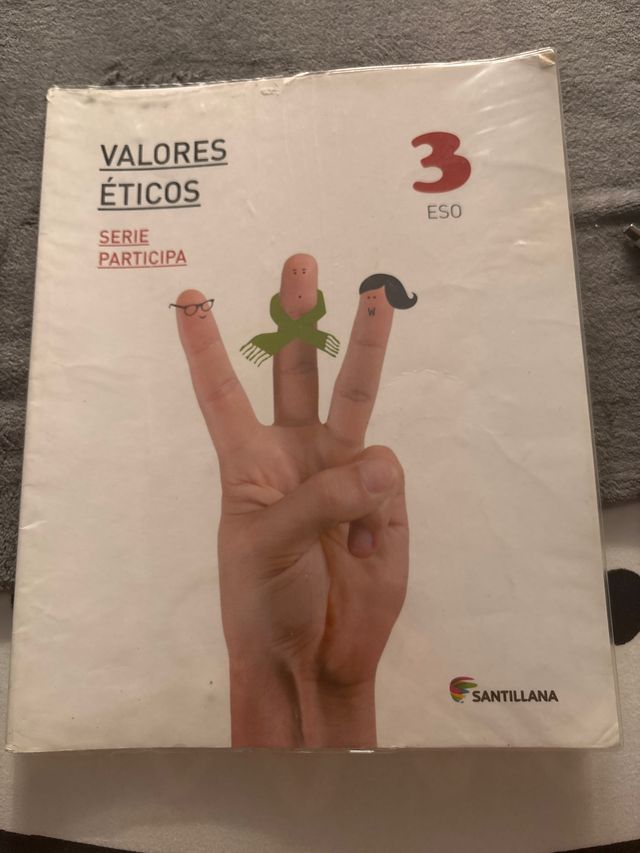 VALORES
ÉTICOS
3
ESO
SERIE
PARTICIPA
SANTILLANA